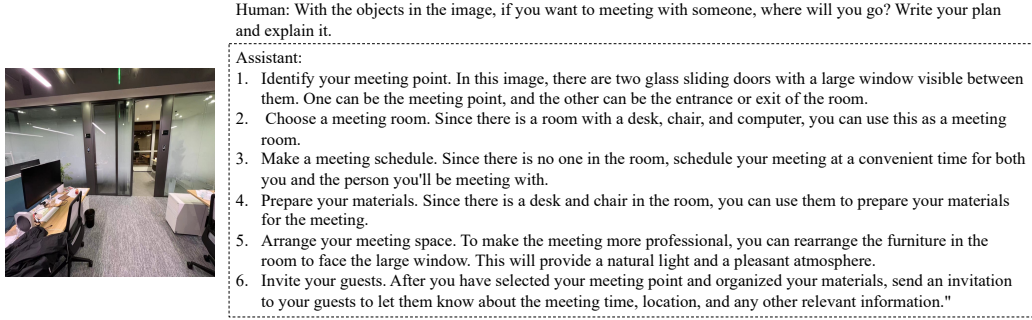 Human: With the objects in the image, if you want to meeting with someone, where will you go? Write your plan
and explain it.
Assistant:
1. Identify your meeting point. In this image, there are two glass sliding doors with a large window visible between
them. One can be the meeting point, and the other can be the entrance or exit of the room.
2. Choose a meeting room. Since there is a room with a desk, chair, and computer, you can use this as a meeting
room.
3. Make a meeting schedule. Since there is no one in the room, schedule your meeting at a convenient time for both
you and the person you'll be meeting with.
4. Prepare your materials. Since there is a desk and chair in the room, you can use them to prepare your materials
for the meeting.
5. Arrange your meeting space. To make the meeting more professional, you can rearrange the furniture in the
room to face the large window. This will provide a natural light and a pleasant atmosphere.
6. Invite your guests. After you have selected your meeting point and organized your materials, send an invitation
to your guests to let them know about the meeting time, location, and any other relevant information."